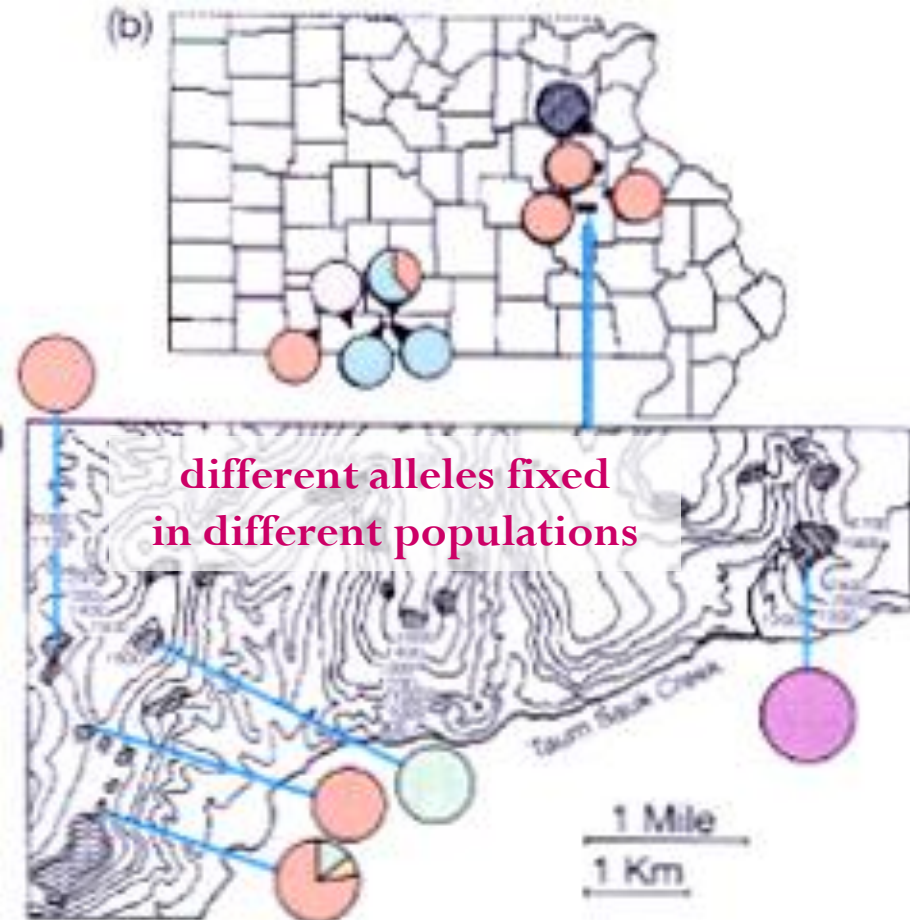 (b)
different alleles fixed
in different populations
Taum Sauk Creek
1 Mile
1 Km